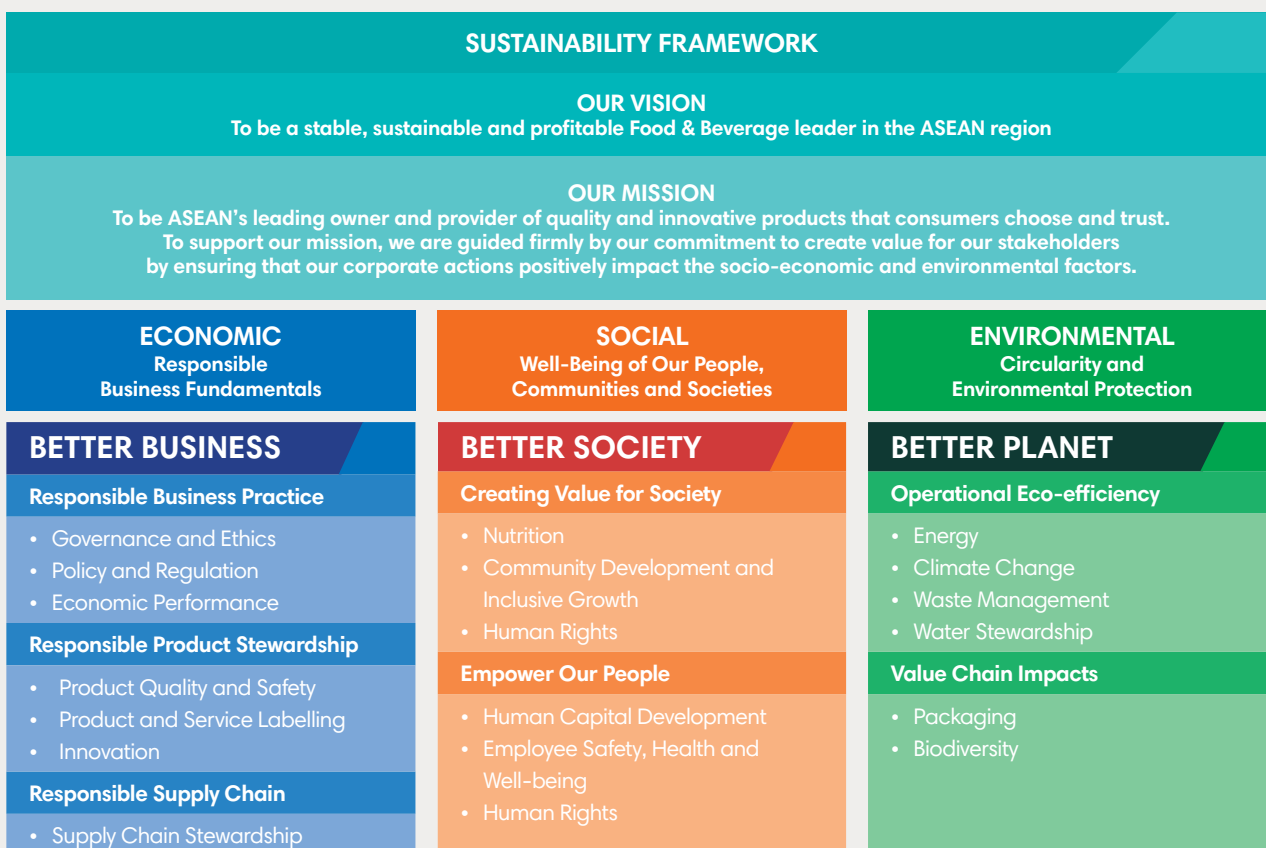 SUSTAINABILITY FRAMEWORK
OUR VISION
To be a stable, sustainable and profitable Food & Beverage leader in the ASEAN region
OUR MISSION
To be ASEAN’s leading owner and provider of quality and innovative products that consumers choose and trust.
To support our mission, we are guided firmly by our commitment to create value for our stakeholders
by ensuring that our corporate actions positively impact the socio-economic and environmental factors.
ECONOMIC
Responsible
Business Fundamentals
BETTER BUSINESS
Responsible Business Practice
• Governance and Ethics
• Policy and Regulation
• Economic Performance
Responsible Product Stewardship
• Product Quality and Safety
• Product and Service Labelling
• Innovation
Responsible Supply Chain
• Supply Chain Stewardship
SOCIAL
Well-Being of Our People,
Communities and Societies
BETTER SOCIETY
Creating Value for Society
• Nutrition
• Community Development and
Inclusive Growth
• Human Rights
Empower Our People
• Human Capital Development
• Employee Safety, Health and
Well-being
• Human Rights
ENVIRONMENTAL
Circularity and
Environmental Protection
BETTER PLANET
Operational Eco-efficiency
• Energy
• Climate Change
• Waste Management
• Water Stewardship
Value Chain Impacts
• Packaging
• Biodiversity